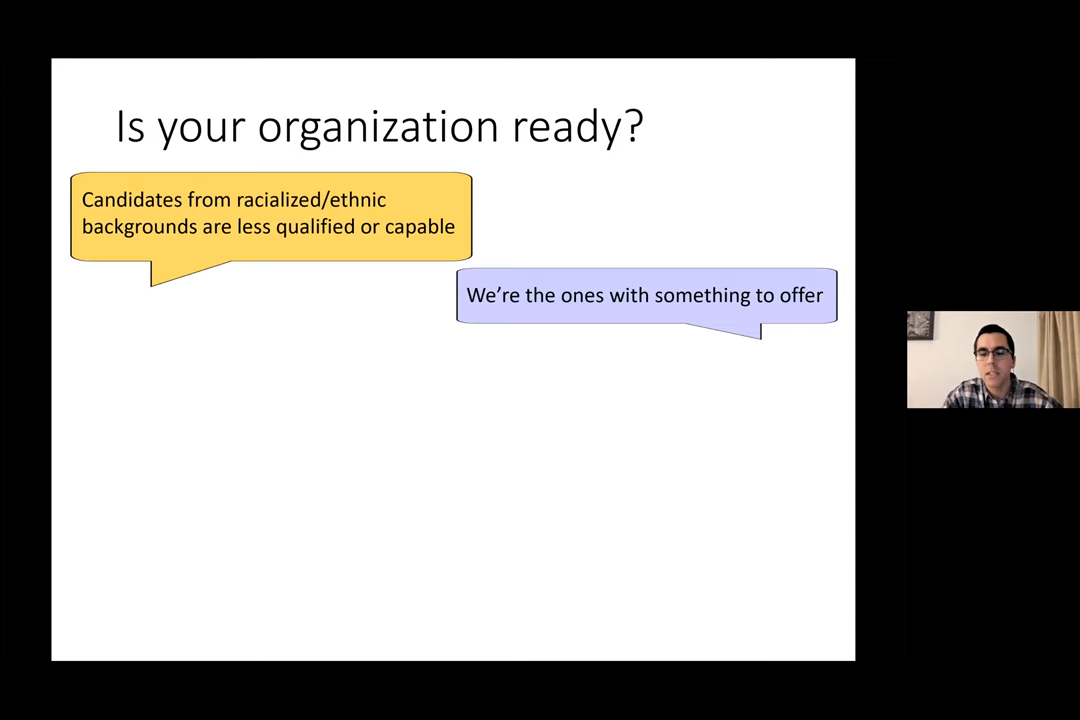 Is your organization ready?
Candidates from racialized/ethnic
backgrounds are less qualified or capable
We’re the ones with something to offer